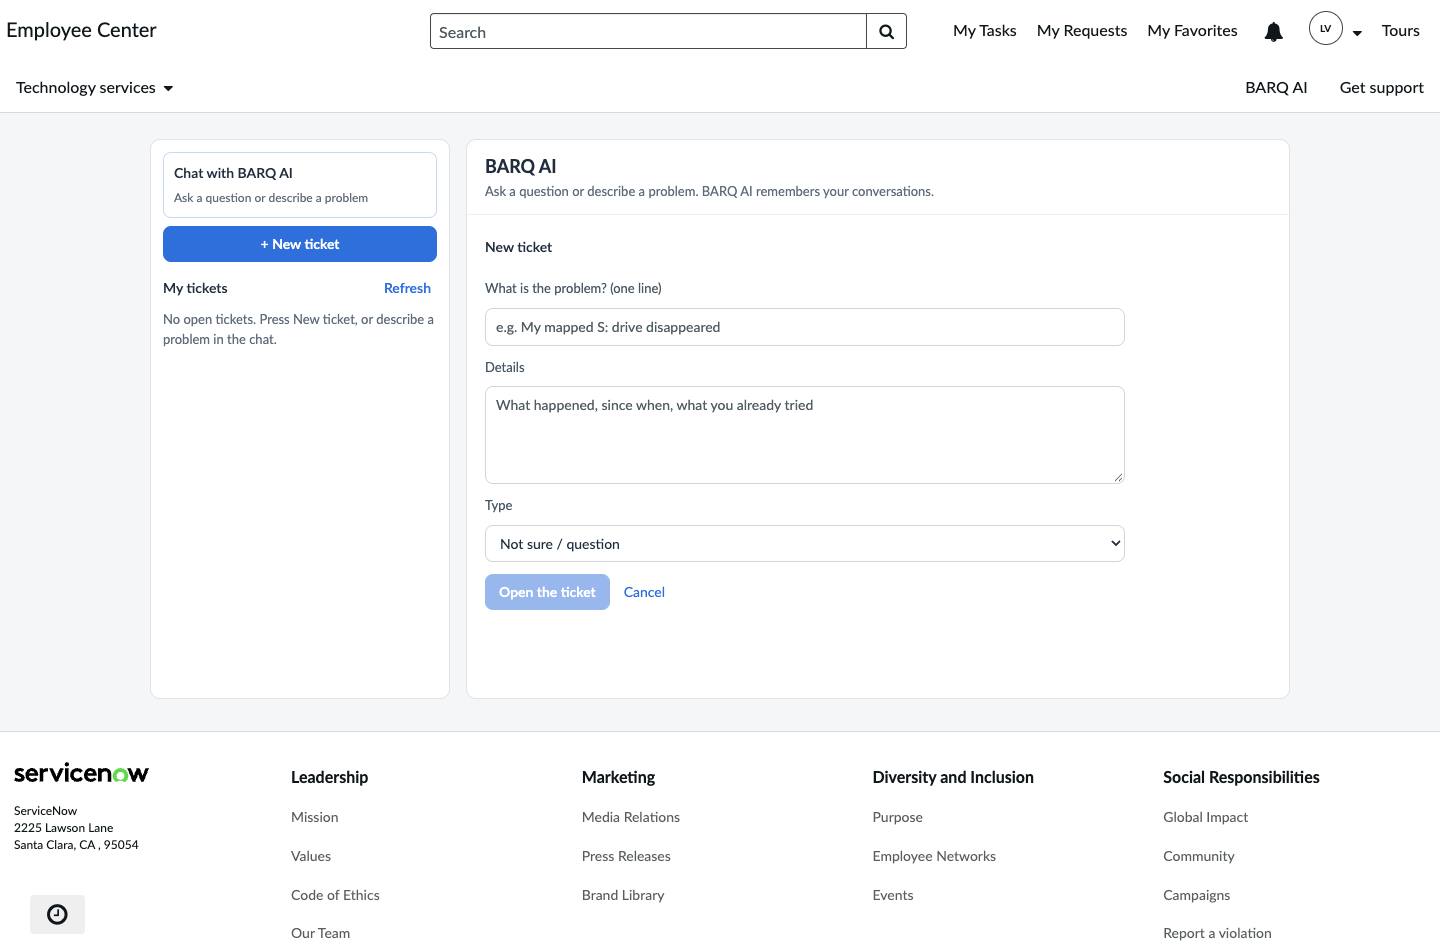 Employee Center
Search
My Tasks
My Requests
My Favorites
LV
Tours
Technology services
BARQ AI
Get support
Chat with BARQ AI
Ask a question or describe a problem
+ New ticket
My tickets
Refresh
No open tickets. Press New ticket, or describe a
problem in the chat.
BARQ AI
Ask a question or describe a problem. BARQ AI remembers your conversations.
New ticket
What is the problem? (one line)
e.g. My mapped S: drive disappeared
Details
What happened, since when, what you already tried
Type
Not sure / question
Open the ticket
Cancel
servicenow
ServiceNow
2225 Lawson Lane
Santa Clara, CA , 95054
Leadership
Mission
Values
Code of Ethics
Our Team
Marketing
Media Relations
Press Releases
Brand Library
Diversity and Inclusion
Purpose
Employee Networks
Events
Social Responsibilities
Global Impact
Community
Campaigns
Report a violation